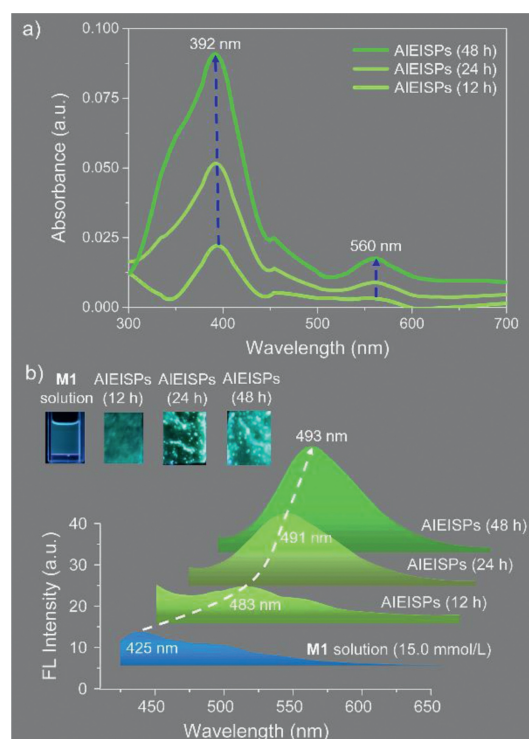 a)
0.100
0.075
0.050
0.025
0.000
Absorbance (a.u.)
392 nm
560 nm
AIEISPs (48 h)
AIEISPs (24 h)
AIEISPs (12 h)
300 400 500 600 700
Wavelength (nm)
b)
M1 solution
AIEISPs (12 h)
AIEISPs (24 h)
AIEISPs (48 h)
493 nm
491 nm
483 nm
425 nm
AIEISPs (48 h)
AIEISPs (24 h)
AIEISPs (12 h)
M1 solution (15.0 mmol/L)
40
30
20
10
0
FL Intensity (a.u.)
450 500 550 600 650
Wavelength (nm)